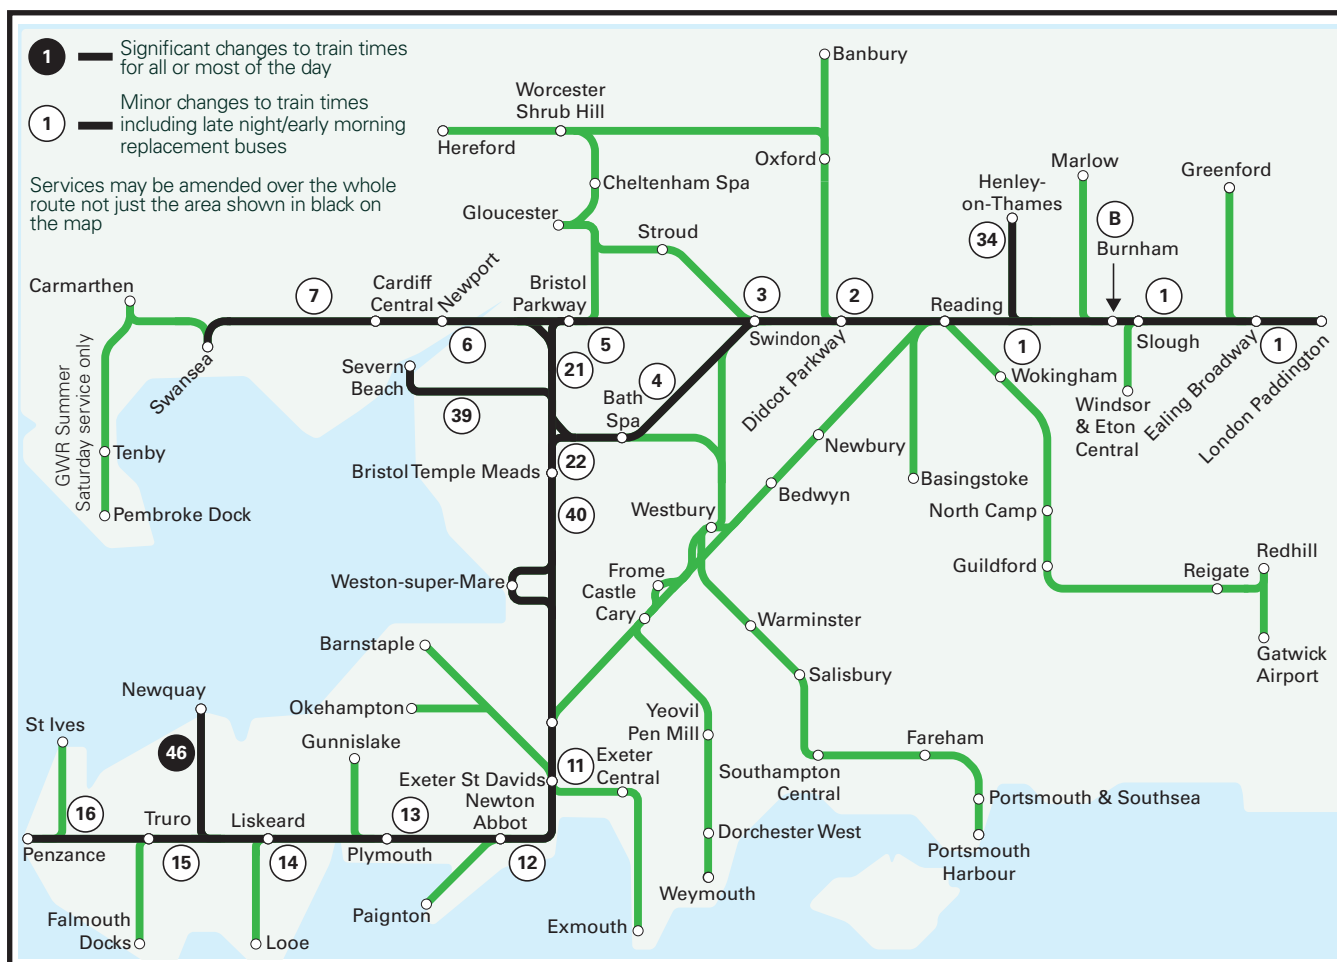 1
Significant changes to train times
for all or most of the day
1
Minor changes to train times
including late night/early morning
replacement buses
Services may be amended over the whole
route not just the area shown in black on
the map
Banbury
Worcester
Shrub Hill
Hereford
Oxford
Marlow
Greenford
Henley-
on-Thames
Cheltenham Spa
Gloucester
Stroud
34
B
Burnham
Carmarthen
7
Cardiff
Central
Newport
Bristol
Parkway
3
2
Reading
1
Swansea
6
5
Swindon
Didcot Parkway
1
Slough
Ealing Broadway
1
London Paddington
GWR Summer
Saturday service only
Severn
Beach
21
4
Wokingham
39
Bath
Spa
Windsor
& Eton
Central
Tenby
Newbury
Bristol Temple Meads
22
Bedwyn
Basingstoke
Pembroke Dock
40
Westbury
North Camp
Weston-super-Mare
Frome
Castle
Cary
Guildford
Reigate
Redhill
Warminster
Barnstaple
Salisbury
Gatwick
Airport
Newquay
Okehampton
St Ives
46
Gunnislake
Yeovil
Pen Mill
Exeter St Davids
11
Exeter
Central
Southampton
Central
Fareham
Newton
Abbot
Portsmouth & Southsea
16
Truro
Liskeard
13
Dorchester West
Penzance
15
14
Plymouth
12
Portsmouth
Harbour
Weymouth
Falmouth
Docks
Looe
Paignton
Exmouth